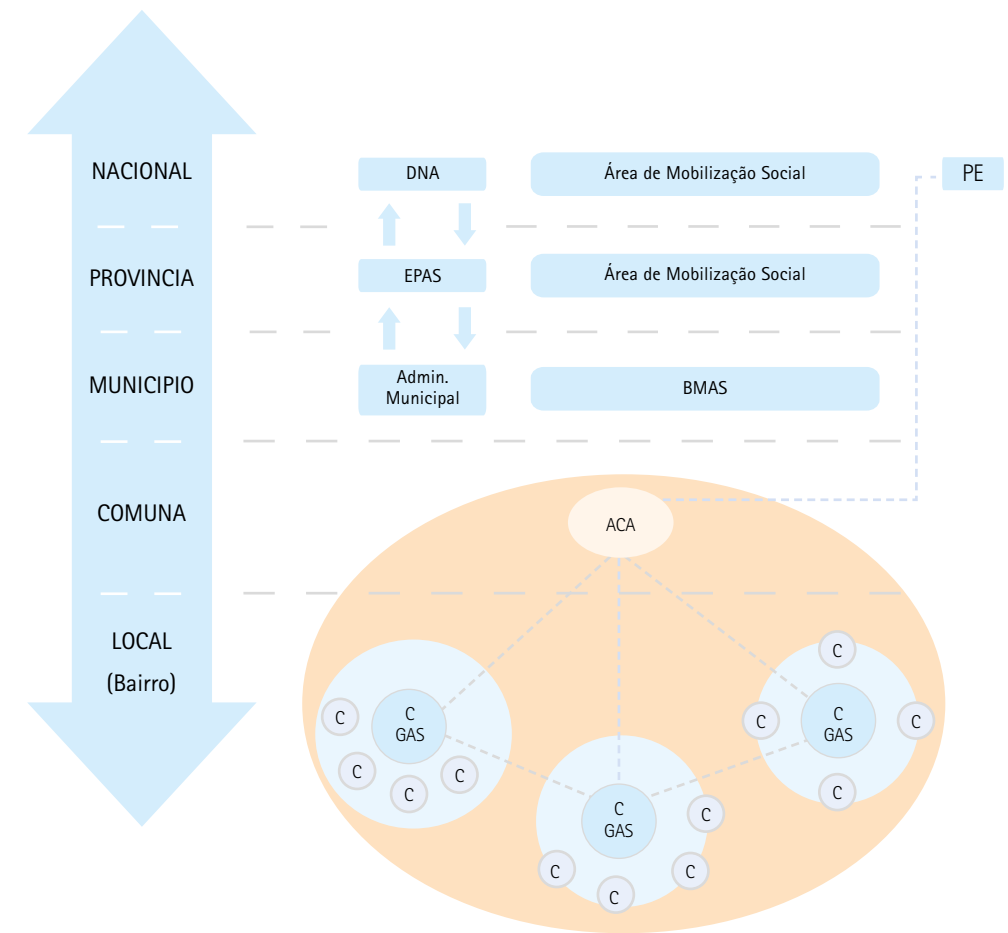 NACIONAL
DNA
Área de Mobilização Social
PE
PROVINCIA
EPAS
Área de Mobilização Social
MUNICIPIO
Admin.
Municipal
BMAS
COMUNA
ACA
LOCAL
(Bairro)
C
GAS
C
C
C
C
C
GAS
C
C
C
C
C
GAS
C
C
C
C